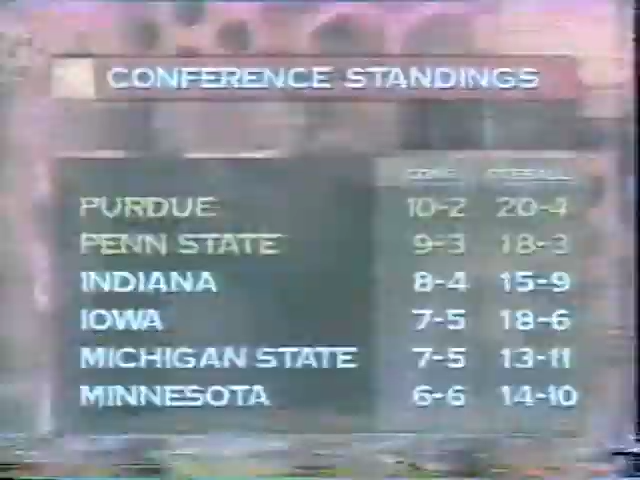 CONFERENCE STANDINGS
CONF. OVERALL
PURDUE 10-2 20-4
PENN STATE 9-3 18-3
INDIANA 8-4 15-9
IOWA 7-5 18-6
MICHIGAN STATE 7-5 13-11
MINNESOTA 6-6 14-10